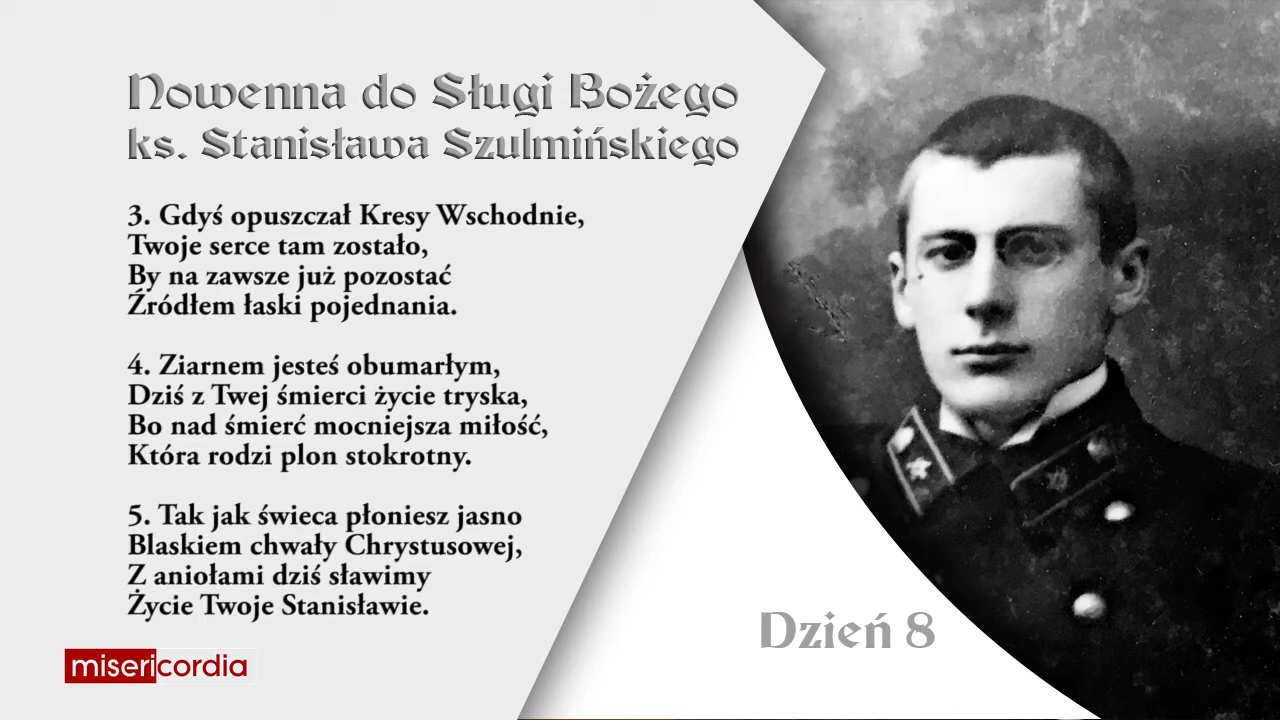 Nowenna do Sługi Bożego
ks. Stanisława Szulmińskiego
3. Gdyś opuszczał Kresy Wschodnie,
Twoje serce tam zostało,
By na zawsze już pozostać
Źródłem łaski pojednania.
4. Ziarnem jesteś obumarłym,
Dziś z Twej śmierci życie tryska,
Bo nad śmierć mocniejsza miłość,
Która rodzi plon stokrotny.
5. Tak jak świeca płoniesz jasno
Blaskiem chwały Chrystusowej,
Z aniołami dziś sławimy
Życie Twoje Stanisławie.
Dzień 8
misericordia